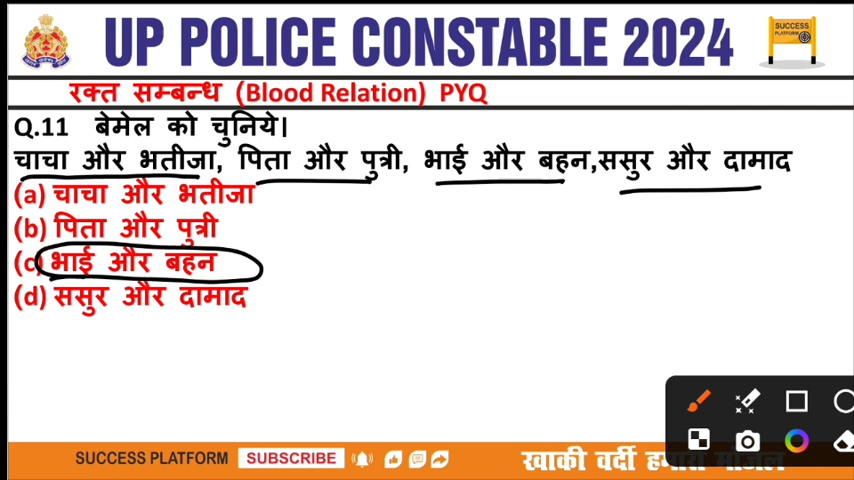 UP POLICE CONSTABLE 2024
SUCCESS
PLATFORM
रक्त सम्बन्ध (Blood Relation) PYQ
Q.11 बेमेल को चुनिये।
चाचा और भतीजा, पिता और पुत्री, भाई और बहन,ससुर और दामाद
(a) चाचा और भतीजा
(b) पिता और पुत्री
(c) भाई और बहन
(d) ससुर और दामाद
SUCCESS PLATFORM SUBSCRIBE खाकी वर्दी हमारी मंजिल